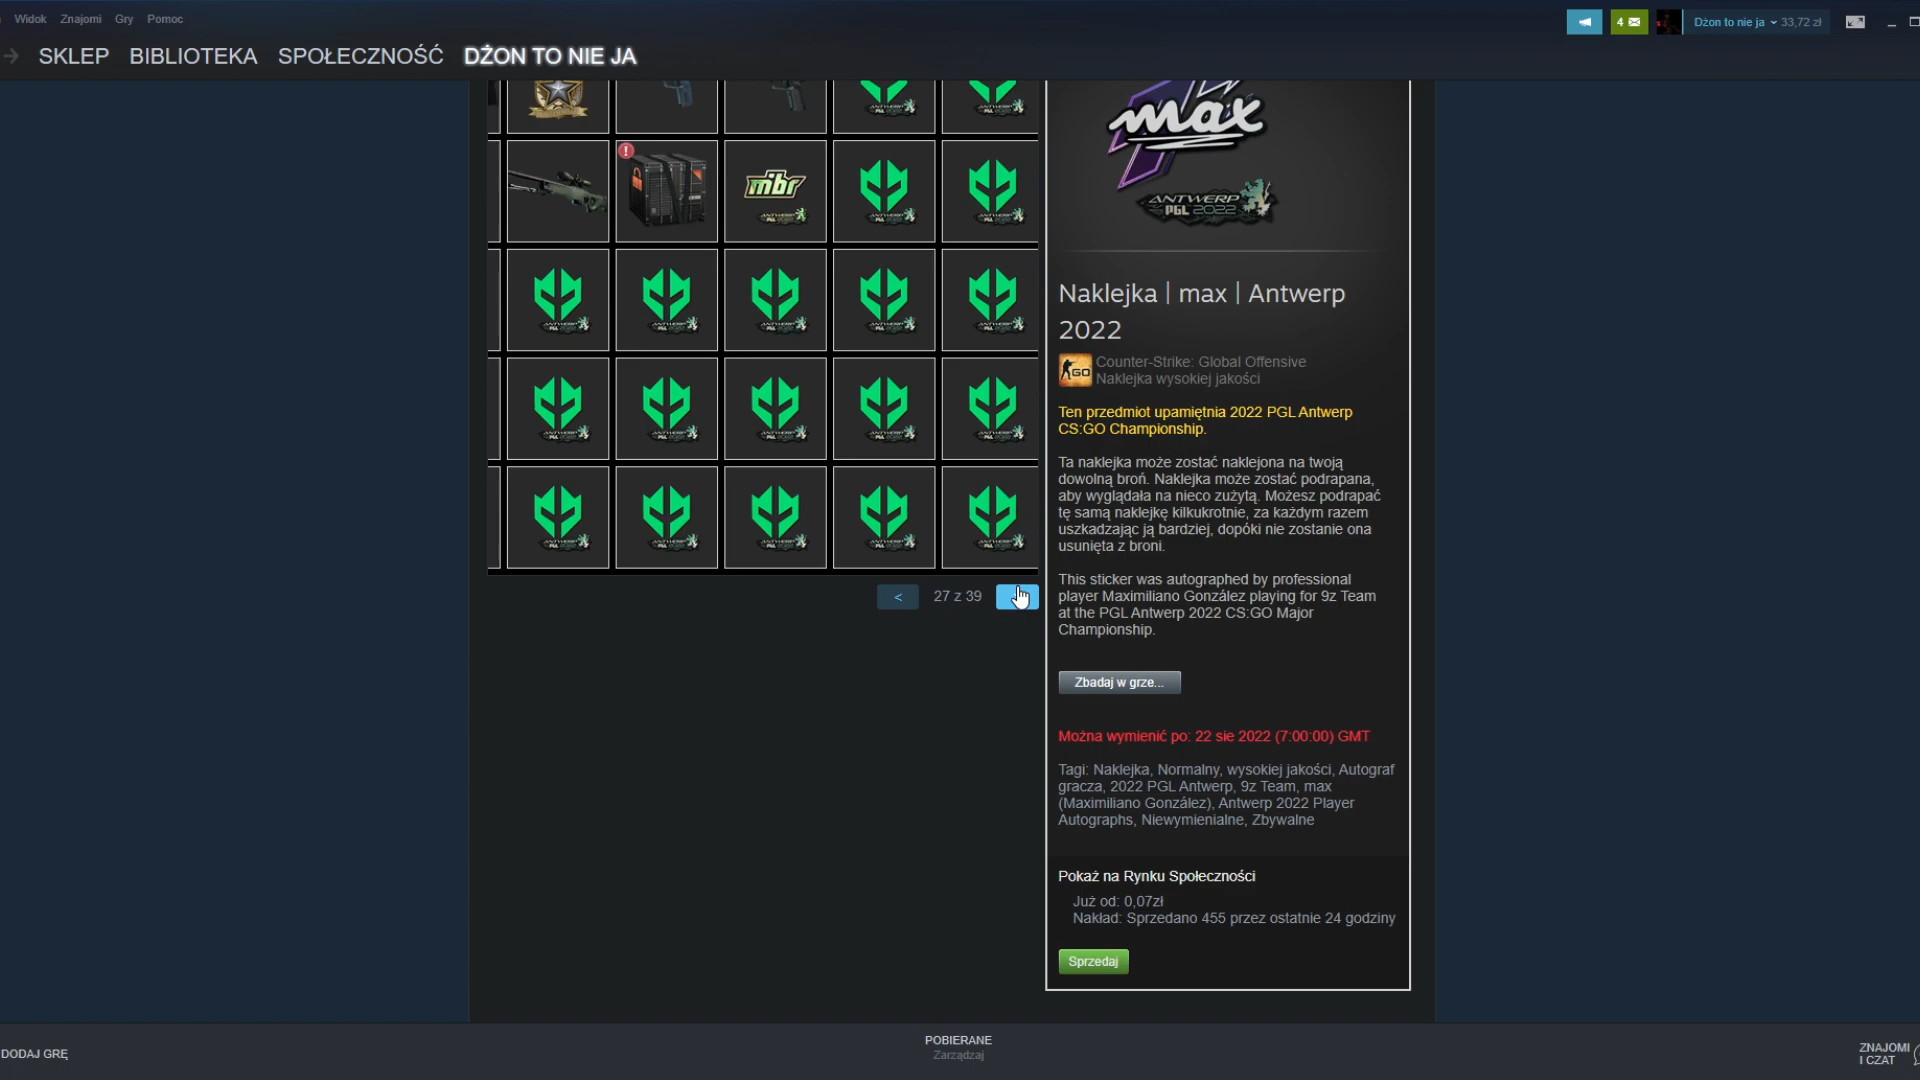 Widok Znajomi Gry Pomoc
4
Dżon to nie ja 33,72 zł
SKLEP BIBLIOTEKA SPOŁECZNOŚĆ DŻON TO NIE JA
max
ANTWERP
PGL 2022
mibr
Naklejka | max | Antwerp
2022
GO
Counter-Strike: Global Offensive
Naklejka wysokiej jakości
Ten przedmiot upamiętnia 2022 PGL Antwerp
CS:GO Championship.
Ta naklejka może zostać naklejona na twoją
dowolną broń. Naklejka może zostać podrapana,
aby wyglądała na nieco zużytą. Możesz podrapać
tę samą naklejkę kilkukrotnie, za każdym razem
uszkadzając ją bardziej, dopóki nie zostanie ona
usunięta z broni.
This sticker was autographed by professional
player Maximiliano González playing for 9z Team
at the PGL Antwerp 2022 CS:GO Major
Championship.
< 27 z 39
Zbadaj w grze...
Można wymienić po: 22 sie 2022 (7:00:00) GMT
Tagi: Naklejka, Normalny, wysokiej jakości, Autograf
gracza, 2022 PGL Antwerp, 9z Team, max
(Maximiliano González), Antwerp 2022 Player
Autographs, Niewymienialne, Zbywalne
Pokaż na Rynku Społeczności
Już od: 0,07zł
Nakład: Sprzedano 455 przez ostatnie 24 godziny
Sprzedaj
DODAJ GRĘ
POBIERANE
Zarządzaj
ZNAJOMI
I CZAT